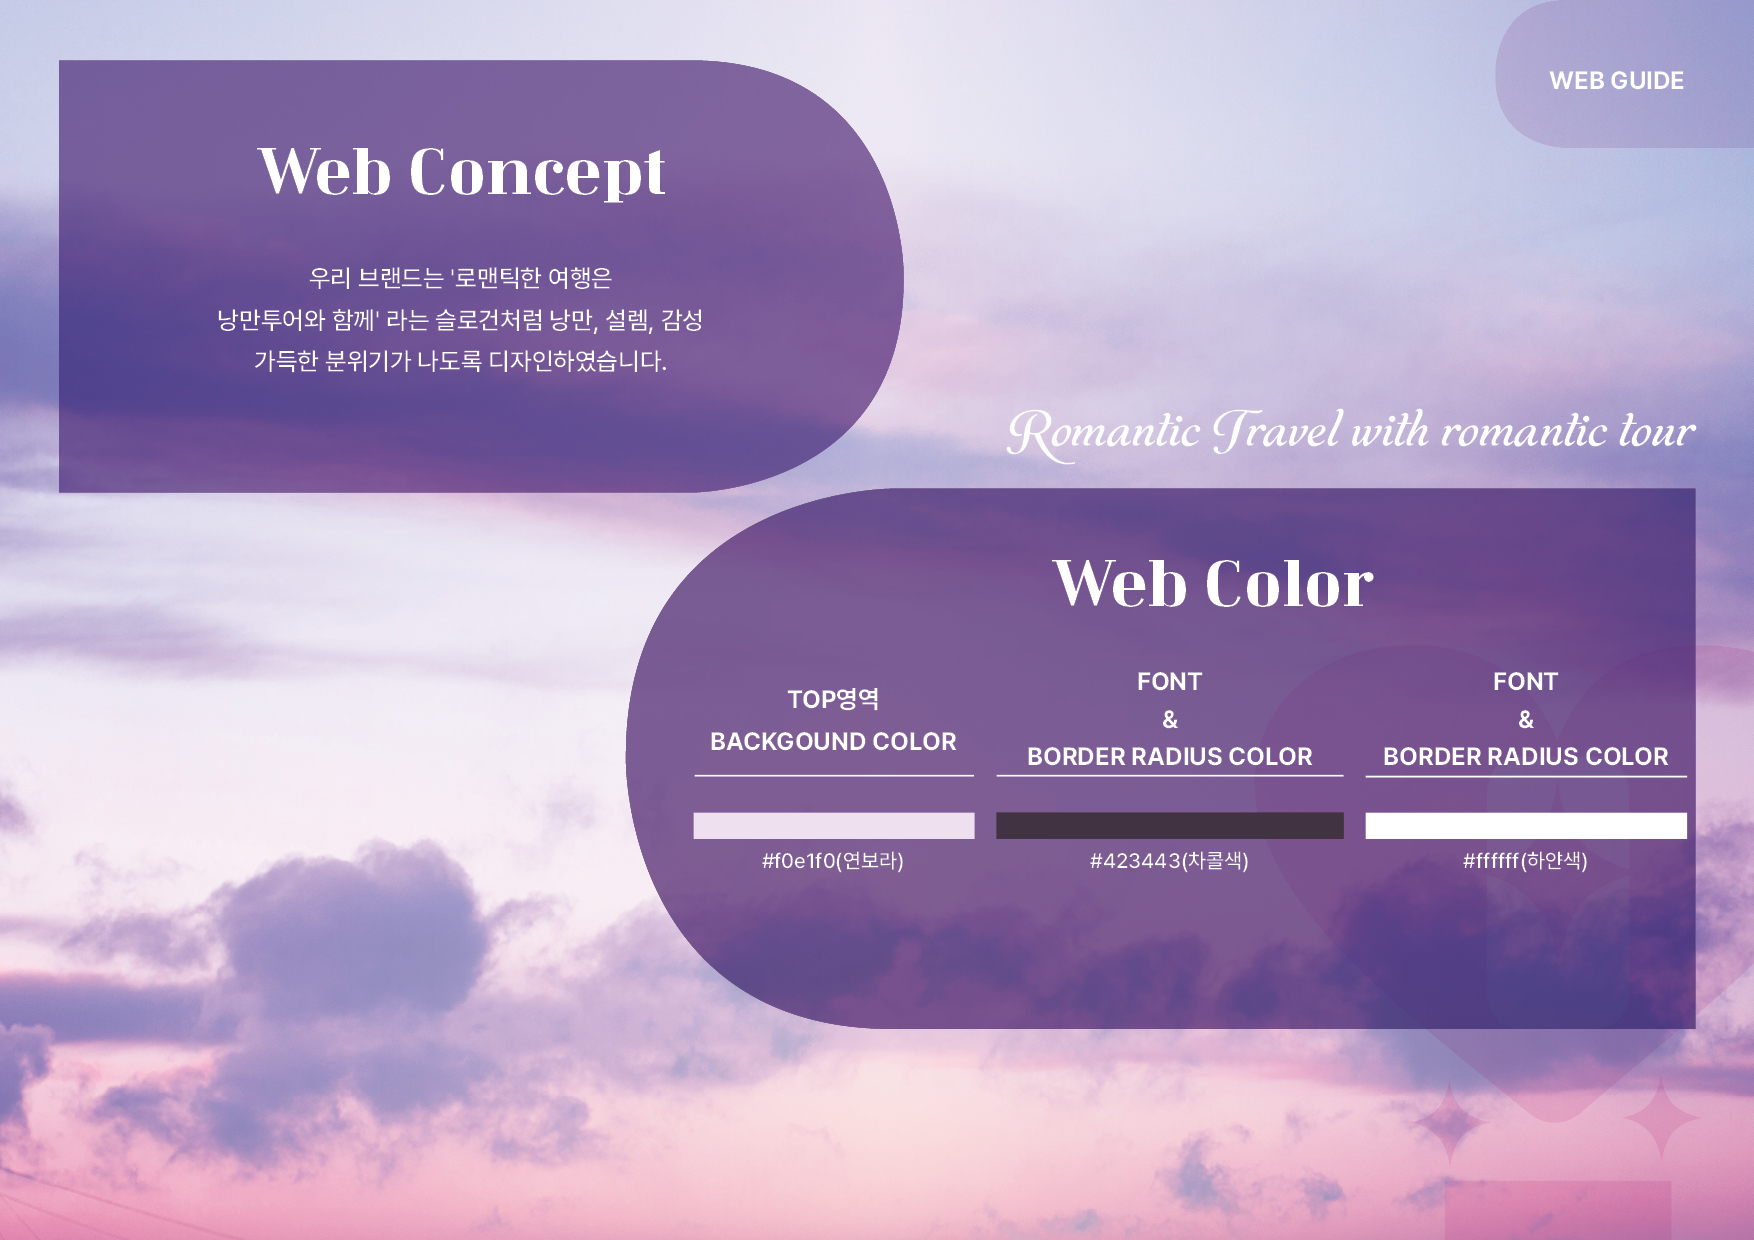 WEB GUIDE
Web Concept
우리 브랜드는 '로맨틱한 여행은
낭만투어와 함께' 라는 슬로건처럼 낭만, 설렘, 감성
가득한 분위기가 나도록 디자인하였습니다.
Romantic Travel with romantic tour
Web Color
TOP영역
BACKGOUND COLOR
#f0e1f0(연보라)
FONT
&
BORDER RADIUS COLOR
#423443(차콜색)
FONT
&
BORDER RADIUS COLOR
#ffffff(하얀색)